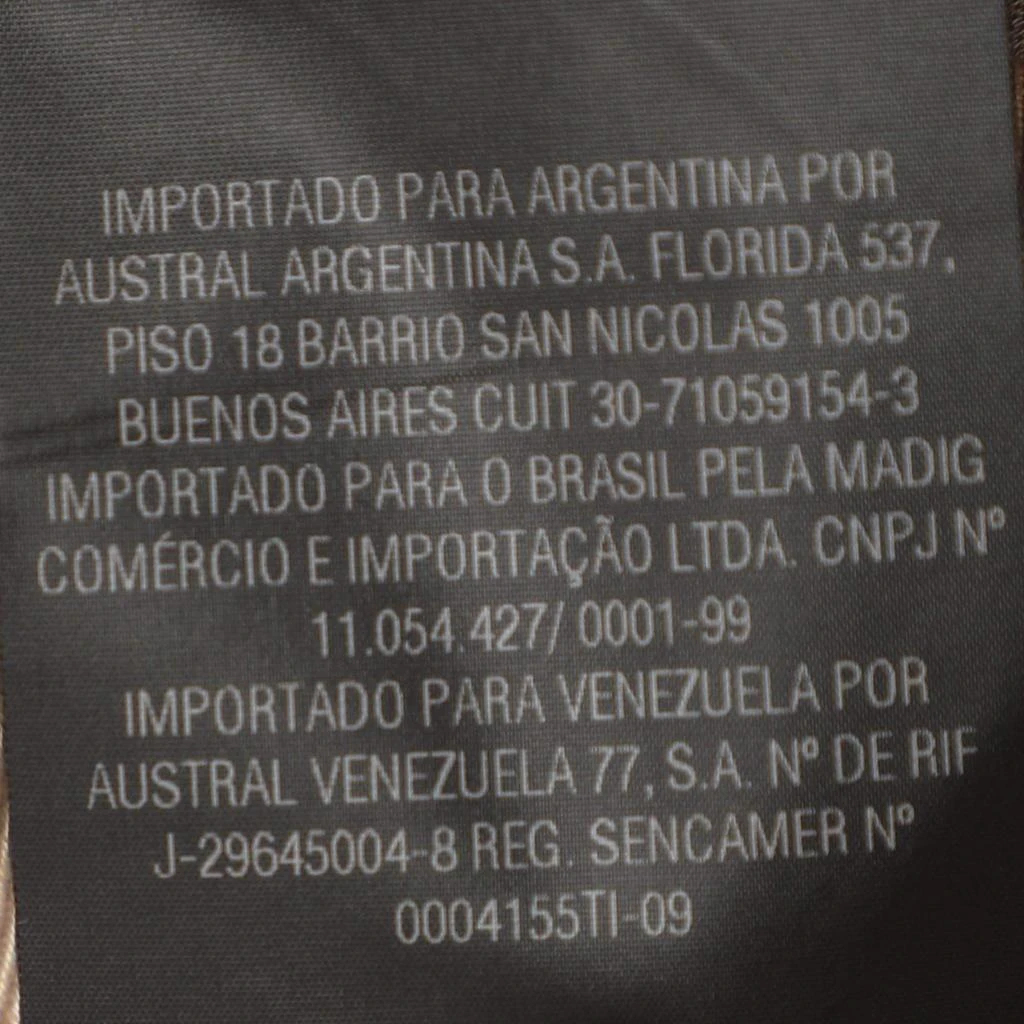 IMPORTADO PARA ARGENTINA POR
AUSTRAL ARGENTINA S.A. FLORIDA 537,
PISO 18 BARRIO SAN NICOLAS 1005
BUENOS AIRES CUIT 30-71059154-3
IMPORTADO PARA O BRASIL PELA MADIG
COMÉRCIO E IMPORTAÇÃO LTDA. CNPJ Nº
11.054.427/ 0001-99
IMPORTADO PARA VENEZUELA POR
AUSTRAL VENEZUELA 77, S.A. Nº DE RIF
J-29645004-8 REG. SENCAMER Nº
0004155TI-09